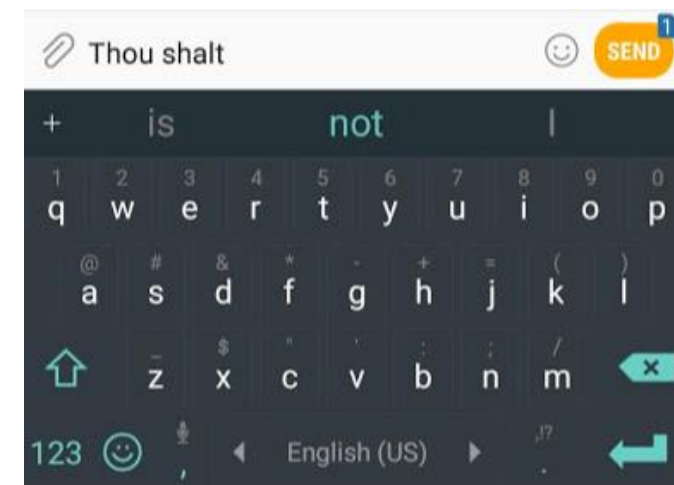 Thou shalt SEND 1
+ is not I
1 2 3 4 5 6 7 8 9 0
q w e r t y u i o p
@ # & * - + = ( )
a s d f g h j k l
_ $ " ' : ; /
z x c v b n m
123 , English (US) ,!? .